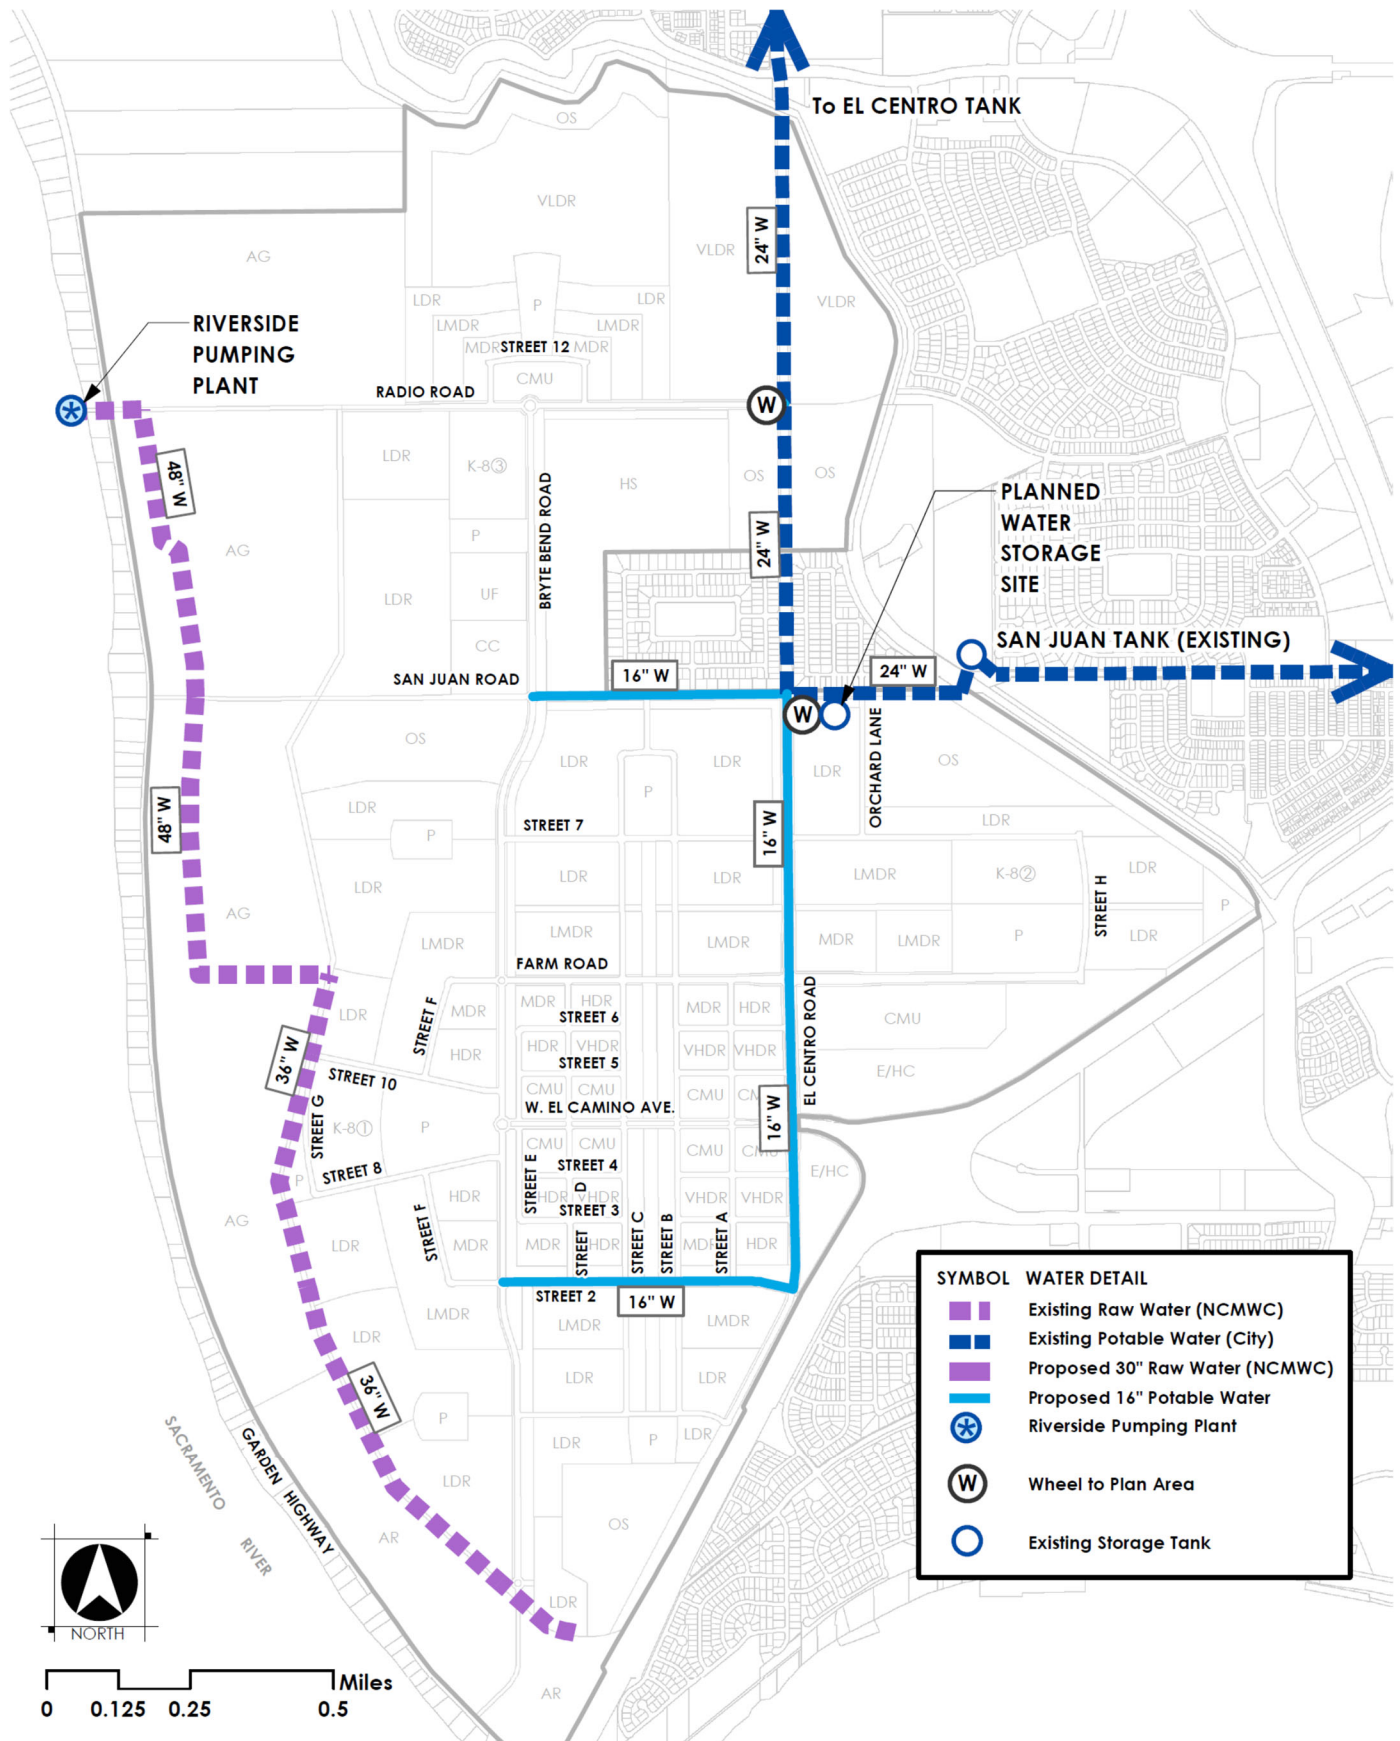 To EL CENTRO TANK
OS
VLDR
24" W
VLDR
AG
VLDR
LDR
P
LDR
LMDR
LMDR
RIVERSIDE
PUMPING
PLANT
MDR
STREET 12
MDR
CMU
RADIO ROAD
W
LDR
K-8③
48" W
HS
OS
OS
PLANNED
WATER
STORAGE
SITE
BRYTE BEND ROAD
P
24" W
AG
LDR
UF
CC
SAN JUAN TANK (EXISTING)
SAN JUAN ROAD
16" W
24" W
W
OS
ORCHARD LANE
LDR
LDR
LDR
OS
P
LDR
P
48" W
STREET 7
16" W
LDR
LDR
LDR
LDR
LMDR
K-8②
LDR
STREET H
AG
LMDR
LMDR
LMDR
MDR
LMDR
P
LDR
P
FARM ROAD
LDR
STREET F
MDR
MDR
HDR
STREET 6
MDR
HDR
EL CENTRO ROAD
CMU
36" W
HDR
HDR
VHDR
STREET 5
VHDR
VHDR
E/HC
STREET 10
CMU
CMU
CMU
STREET G
W. EL CAMINO AVE.
16" W
K-8①
P
CMU
CMU
CMU
STREET 8
P
STREET E
STREET 4
E/HC
HDR
HDR
STREET D
VHDR
VHDR
VHDR
STREET 3
AG
LDR
STREET F
MDR
MDR
HDR
STREET C
STREET B
MDR
STREET A
HDR
STREET 2
16" W
LMDR
LMDR
LMDR
LDR
36" W
LDR
LDR
P
LDR
P
LDR
SACRAMENTO
RIVER
GARDEN HIGHWAY
LDR
AR
OS
LDR
AR
SYMBOL WATER DETAIL
Existing Raw Water (NCMWC)
Existing Potable Water (City)
Proposed 30" Raw Water (NCMWC)
Proposed 16" Potable Water
Riverside Pumping Plant
W Wheel to Plan Area
Existing Storage Tank
NORTH
Miles
0 0.125 0.25 0.5